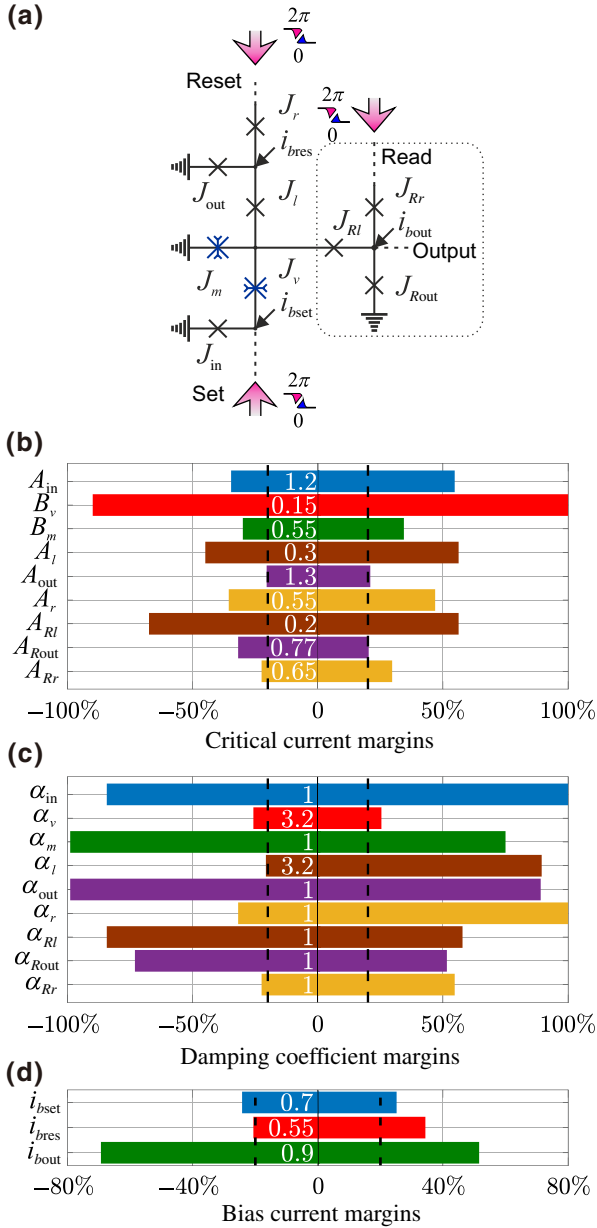 (a)
2π
0
Reset
2π
0
J_r
i_bres
Read
J_out
J_l
J_Rr
J_Rl
i_bout
Output
J_m
J_v
J_Rout
i_bset
J_in
Set
2π
0
(b)
A_in 1.2
B_v 0.15
B_m 0.55
A_l 0.3
A_out 1.3
A_r 0.55
A_Rl 0.2
A_Rout 0.77
A_Rr 0.65
−100% −50% 0 50% 100%
Critical current margins
(c)
α_in 1
α_v 3.2
α_m 1
α_l 3.2
α_out 1
α_r 1
α_Rl 1
α_Rout 1
α_Rr 1
−100% −50% 0 50% 100%
Damping coefficient margins
(d)
i_bset 0.7
i_bres 0.55
i_bout 0.9
−80% −40% 0 40% 80%
Bias current margins